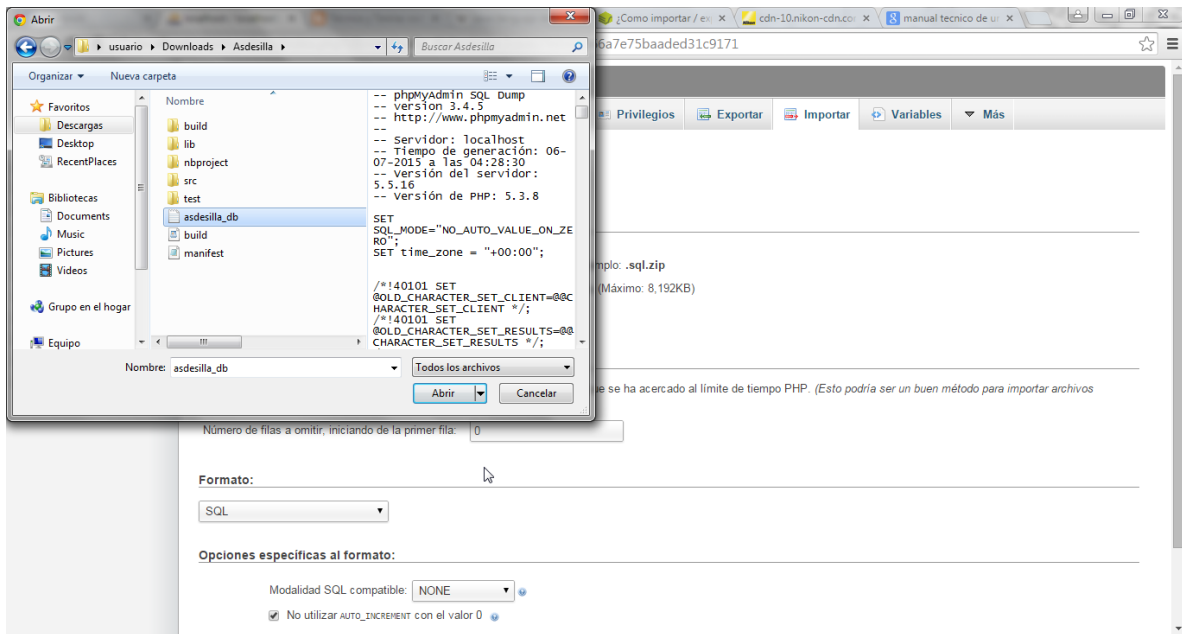 Abrir
¿Como importar / ex
cdn-10.nikon-cdn.co
manual tecnico de u
usuario Downloads Asdesilla
Buscar Asdesilla
6a7e75baaded31c9171
Organizar Nueva carpeta
Favoritos
Descargas
Desktop
RecentPlaces
Bibliotecas
Documents
Music
Pictures
Videos
Grupo en el hogar
Equipo
Nombre
build
lib
nbproject
src
test
asdesilla_db
build
manifest
-- phpMyAdmin SQL Dump
-- version 3.4.5
-- http://www.phpmyadmin.net
--
-- Servidor: localhost
-- Tiempo de generación: 06-
07-2015 a las 04:28:30
-- Versión del servidor:
5.5.16
-- Versión de PHP: 5.3.8
SET
SQL_MODE="NO_AUTO_VALUE_ON_ZE
RO";
SET time_zone = "+00:00";
/*!40101 SET
@OLD_CHARACTER_SET_CLIENT=@@C
HARACTER_SET_CLIENT */;
/*!40101 SET
@OLD_CHARACTER_SET_RESULTS=@@
CHARACTER_SET_RESULTS */;
Nombre: asdesilla_db
Todos los archivos
Abrir Cancelar
Privilegios Exportar Importar Variables Más
mplo: .sql.zip
(Máximo: 8,192KB)
ue se ha acercado al límite de tiempo PHP. (Esto podría ser un buen método para importar archivos
Número de filas a omitir, iniciando de la primer fila: 0
Formato:
SQL
Opciones específicas al formato:
Modalidad SQL compatible: NONE
No utilizar AUTO_INCREMENT con el valor 0